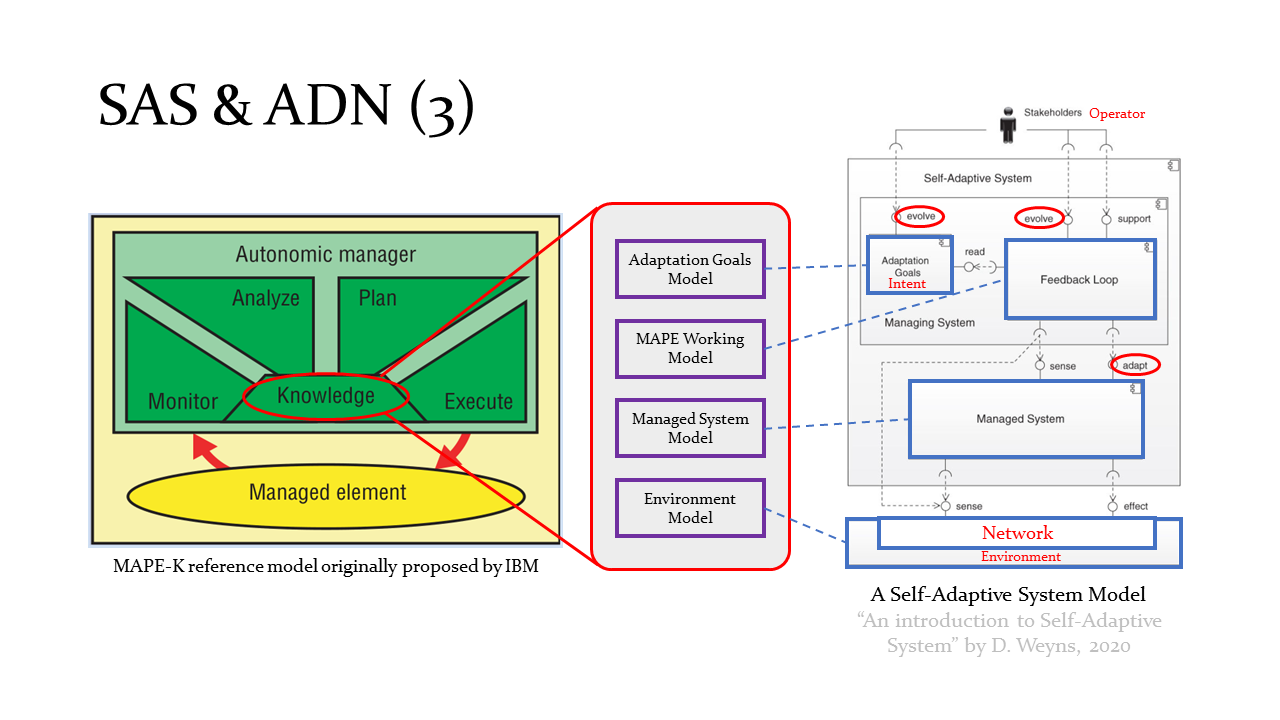 SAS & ADN (3)
Autonomic manager
Analyze
Plan
Monitor
Knowledge
Execute
Managed element
MAPE-K reference model originally proposed by IBM
Adaptation Goals
Model
MAPE Working
Model
Managed System
Model
Environment
Model
Stakeholders
Operator
Self-Adaptive System
evolve
evolve
support
Adaptation
Goals
Intent
read
Feedback Loop
Managing System
sense
adapt
Managed System
sense
effect
Network
Environment
A Self-Adaptive System Model
“An introduction to Self-Adaptive
System” by D. Weyns, 2020